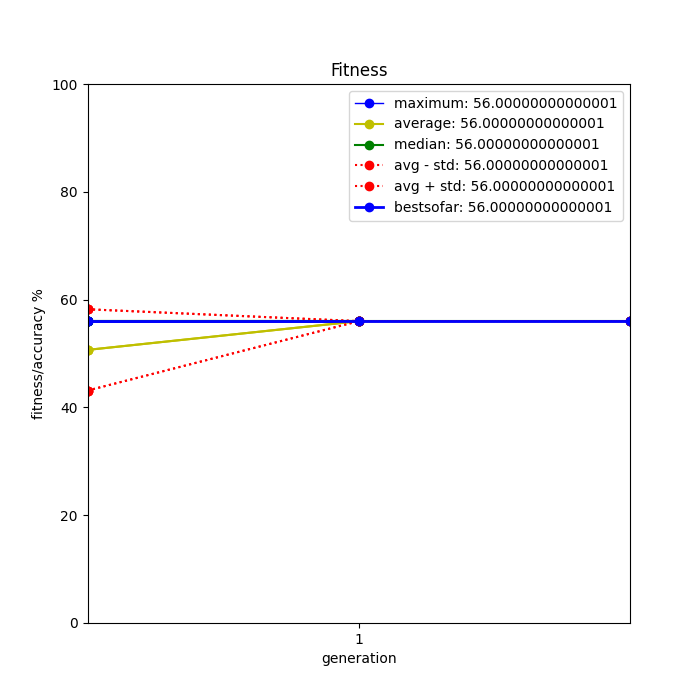 Fitness
100
maximum: 56.00000000000001
average: 56.00000000000001
median: 56.00000000000001
avg - std: 56.00000000000001
avg + std: 56.00000000000001
bestsofar: 56.00000000000001
80
60
fitness/accuracy %
40
20
0
1
generation